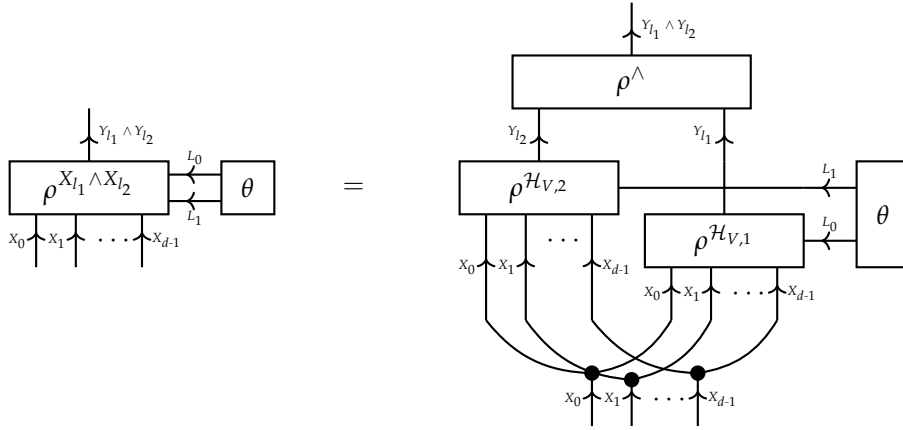 Y_{l_1} ∧ Y_{l_2}
ρ^∧
Y_{l_1} ∧ Y_{l_2}
Y_{l_2} Y_{l_1}
L_0
ρ^{X_{l_1} ∧ X_{l_2}} θ = ρ^{\mathcal{H}_{V,2}} L_1 θ
L_1
X_0 X_1 . . . . X_{d-1} . . . ρ^{\mathcal{H}_{V,1}} L_0
X_0 X_1 X_{d-1} X_0 X_1 . . . . . X_{d-1}
X_0 X_1 . . . . . X_{d-1}